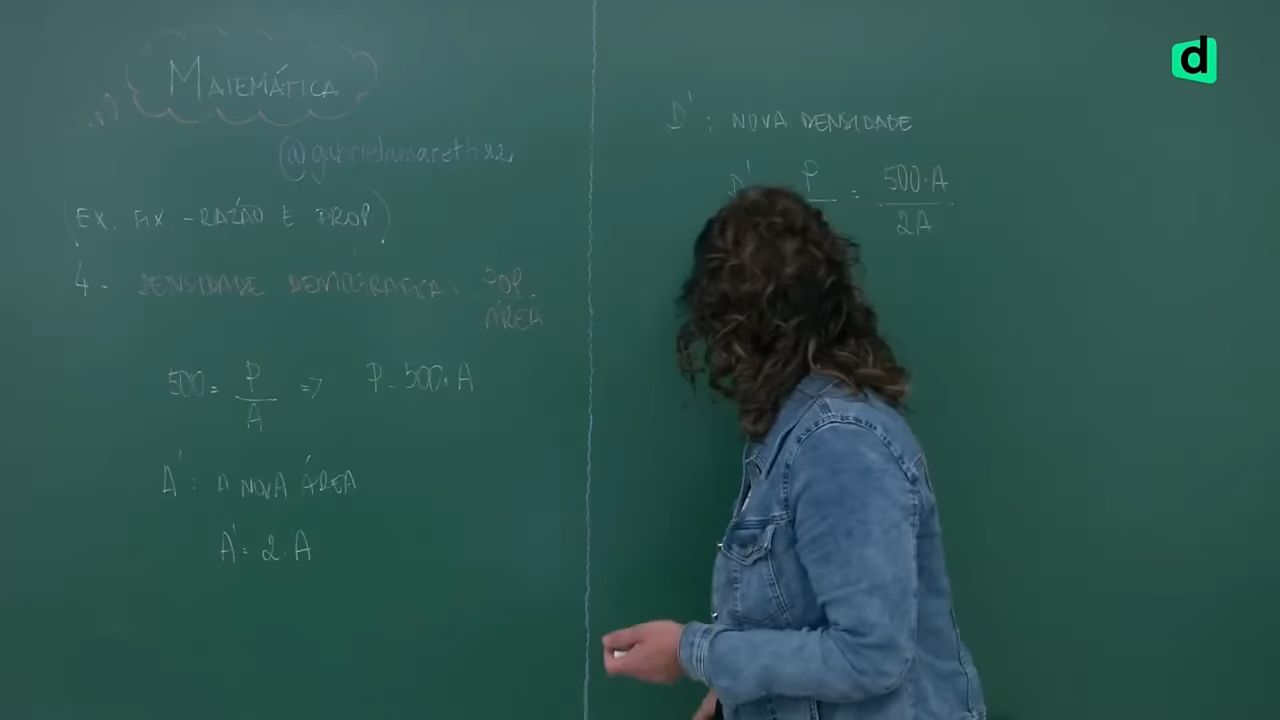 MATEMÁTICA
(EX. FIX. - RAZÃO E PROP.)
4 - DENSIDADE DEMOGRÁFICA = POP.
ÁREA
500 = P => P = 500.A
A
A' : A NOVA ÁREA
A' = 2.A
D' : NOVA DENSIDADE
D' P = 500.A
2A
d